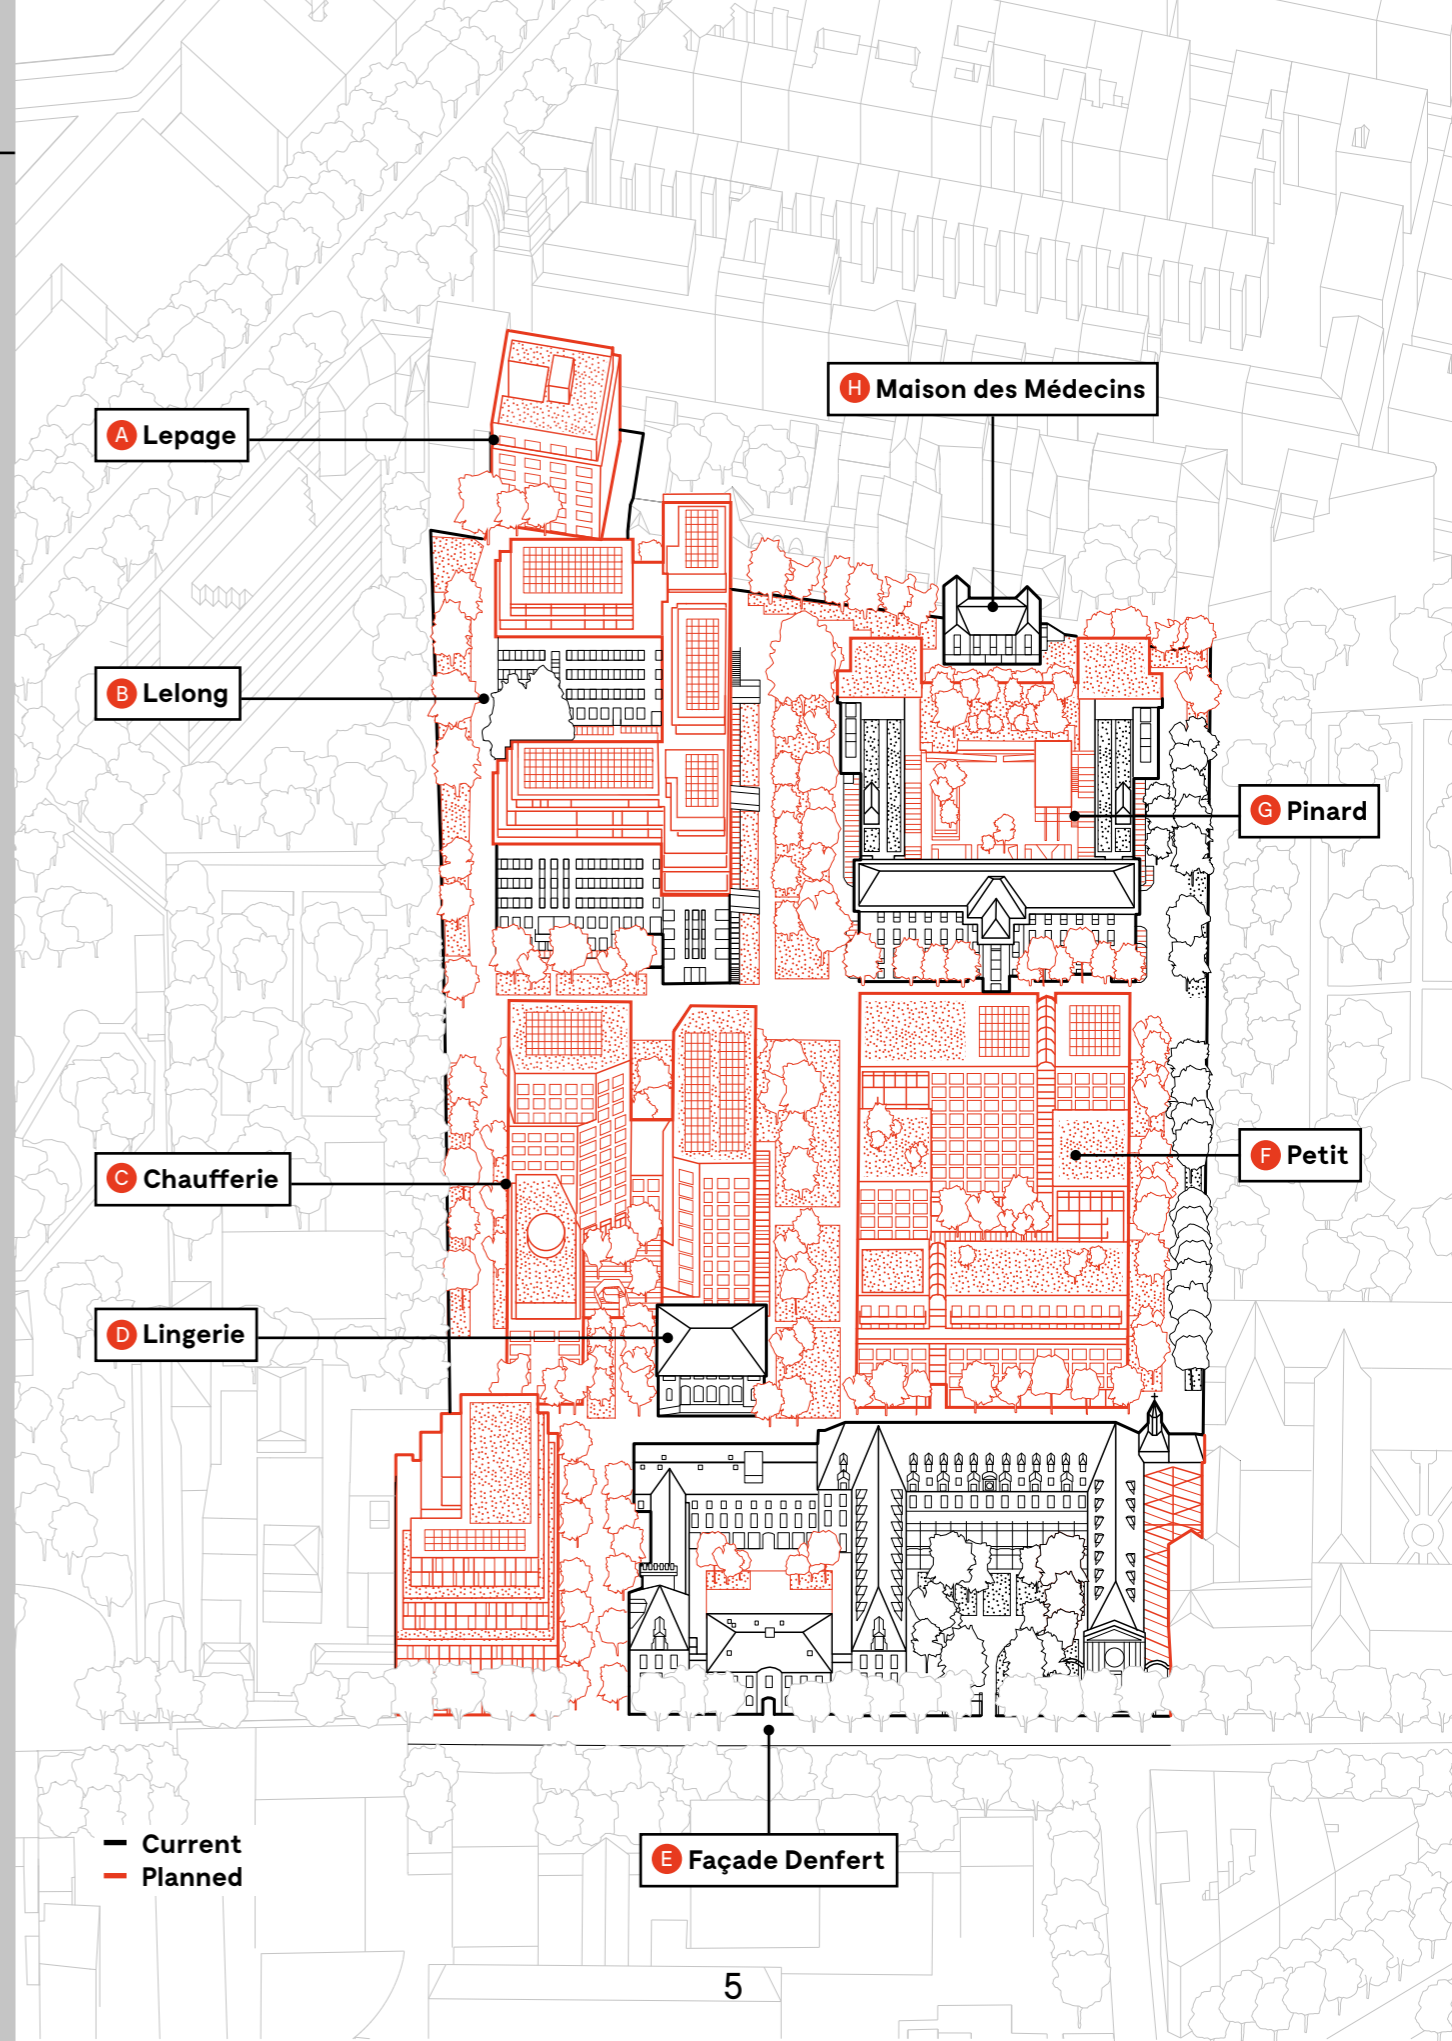 H Maison des Médecins
A Lepage
B Lelong
G Pinard
F Petit
C Chaufferie
D Lingerie
E Façade Denfert
Current
Planned
5